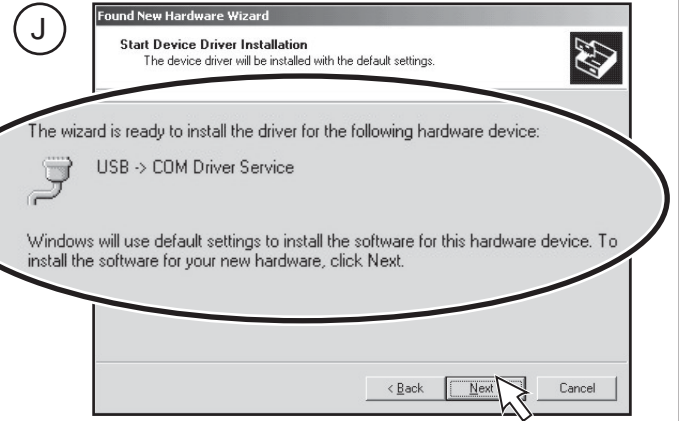 J
Found New Hardware Wizard
Start Device Driver Installation
The device driver will be installed with the default settings.
The wizard is ready to install the driver for the following hardware device:
USB -> COM Driver Service
Windows will use default settings to install the software for this hardware device. To
install the software for your new hardware, click Next.
< Back Next Cancel